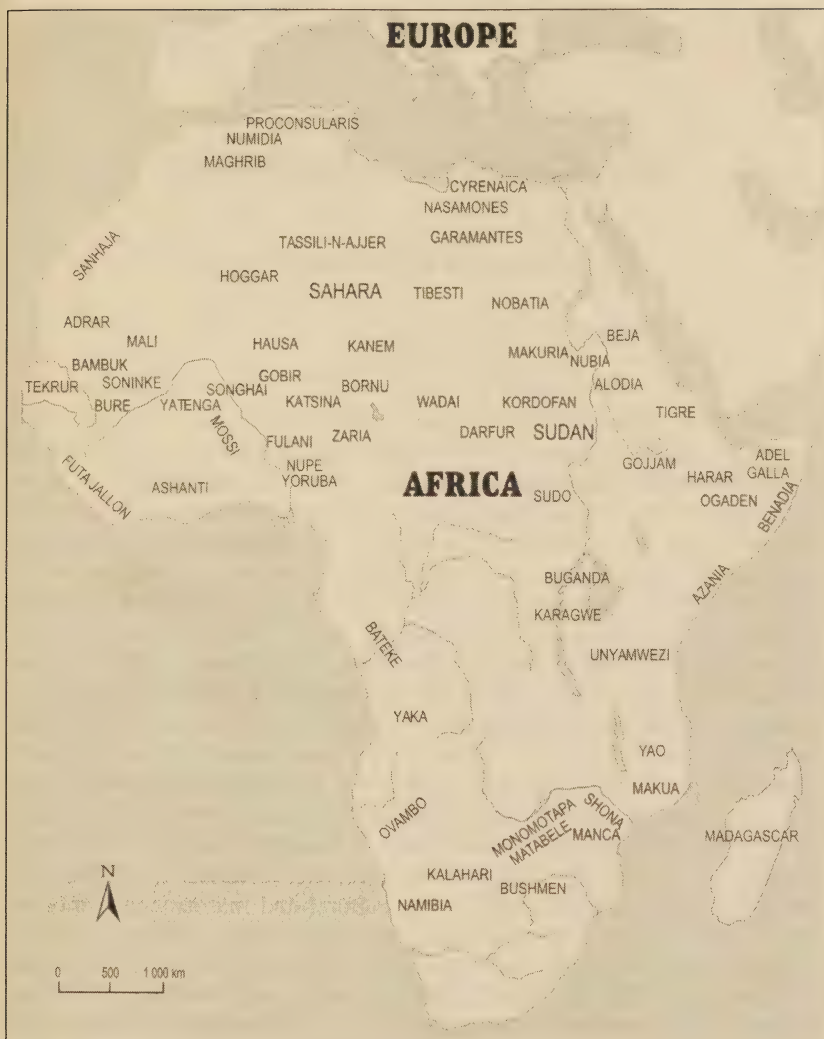 EUROPE
PROCONSULARIS
NUMIDIA
MAGHRIB
CYRENAICA
NASAMONES
SANHAJA
TASSILI-N-AJJER
GARAMANTES
HOGGAR
SAHARA
TIBESTI
NOBATIA
ADRAR
MALI
HAUSA
KANEM
MAKURIA
NUBIA
BEJA
BAMBUK
TEKRUR
SONINKE
BURE
YATENGA
SONGHAI
GOBIR
KATSINA
BORNU
WADAI
KORDOFAN
ALODIA
TIGRE
MOSSI
FULANI
ZARIA
DARFUR
SUDAN
FUTA JALLON
ASHANTI
NUPE
YORUBA
AFRICA
SUDO
GOJJAM
HARAR
ADEL
GALLA
OGADEN
BENADIA
AZANIA
BUGANDA
KARAGWE
BATEKE
UNYAMWEZI
YAKA
YAO
MAKUA
OVAMBO
MONOMOTAPA
MATABELE
SHONA
MANCA
MADAGASCAR
KALAHARI
BUSHMEN
NAMIBIA
N
0 500 1 000 km